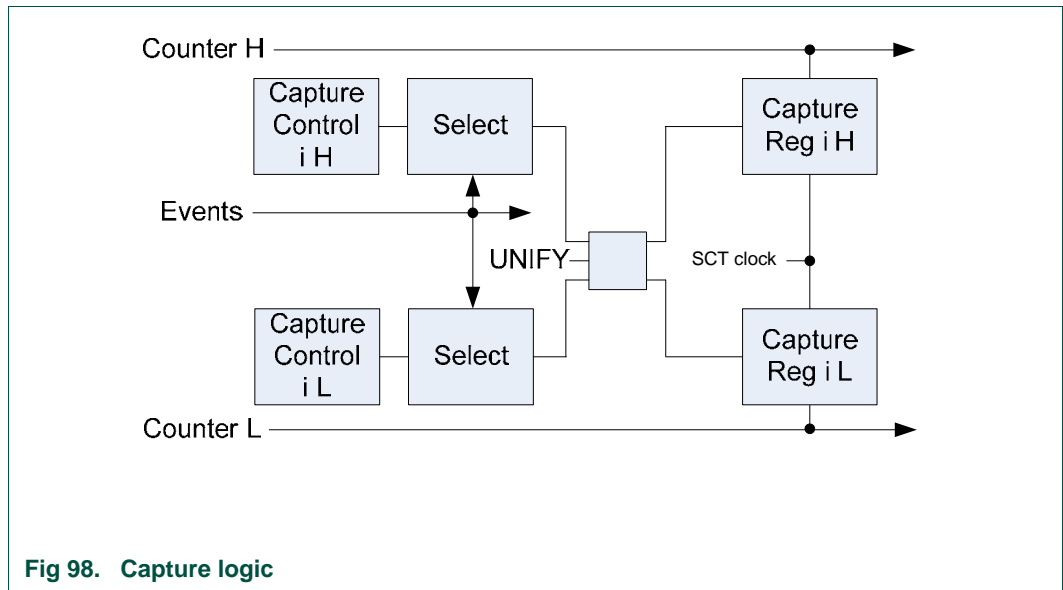 Counter H
Capture
Control
i H
Select
Capture
Reg i H
Events
UNIFY
SCT clock
Capture
Control
i L
Select
Capture
Reg i L
Counter L
Fig 98. Capture logic